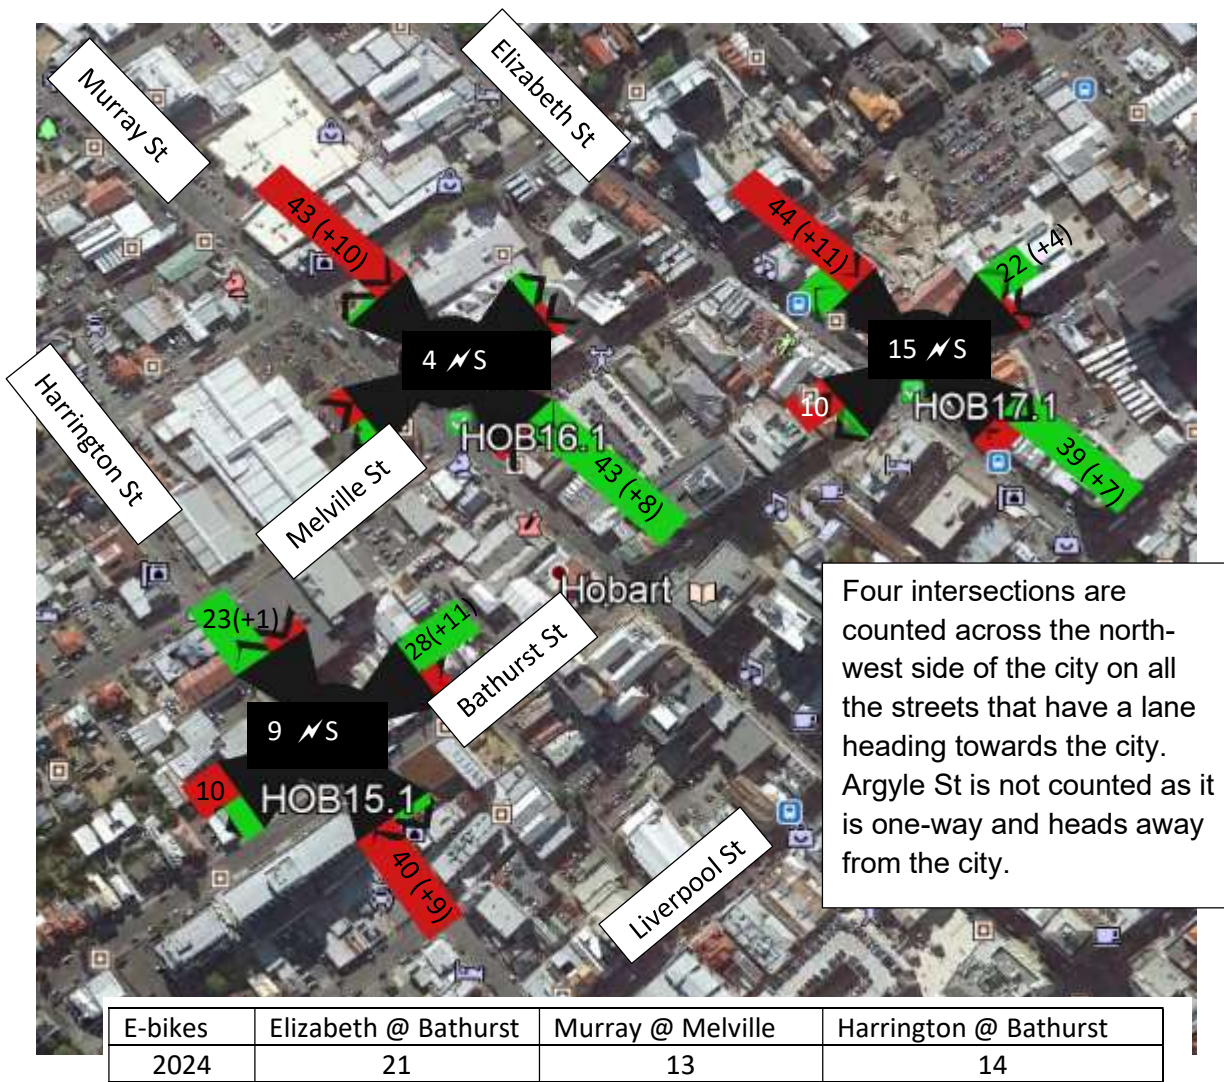 Murray St
Elizabeth St
43 (+10)
44 (+11)
22 (+4)
4 S
15 S
Harrington St
10
HOB17.1
HOB16.1
Melville St
43 (+8)
39 (+7)
Hobart
23(+1)
28(+11)
Bathurst St
9 S
10
HOB15.1
40 (+9)
Liverpool St
Four intersections are
counted across the north-
west side of the city on all
the streets that have a lane
heading towards the city.
Argyle St is not counted as it
is one-way and heads away
from the city.
E-bikes Elizabeth @ Bathurst Murray @ Melville Harrington @ Bathurst
2024 21 13 14